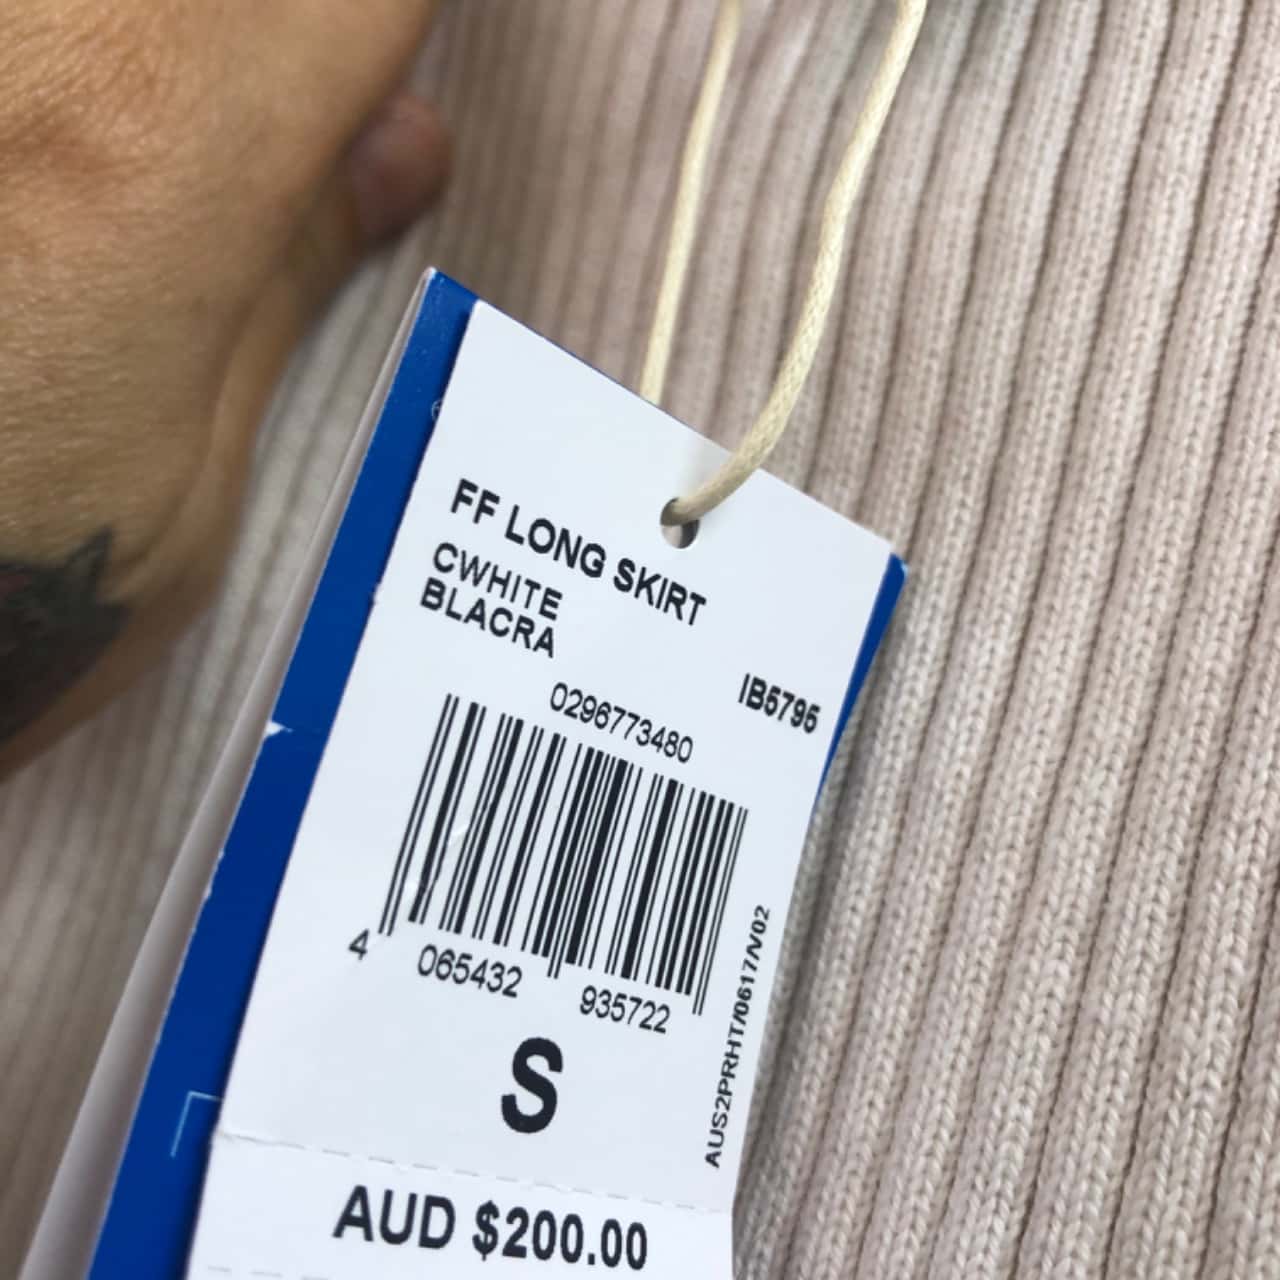 FF LONG SKIRT
CWHITE
BLACRA
IB5795
0296773480
4 065432 935722
AUS2PRHT/0617/V02
S
AUD $200.00